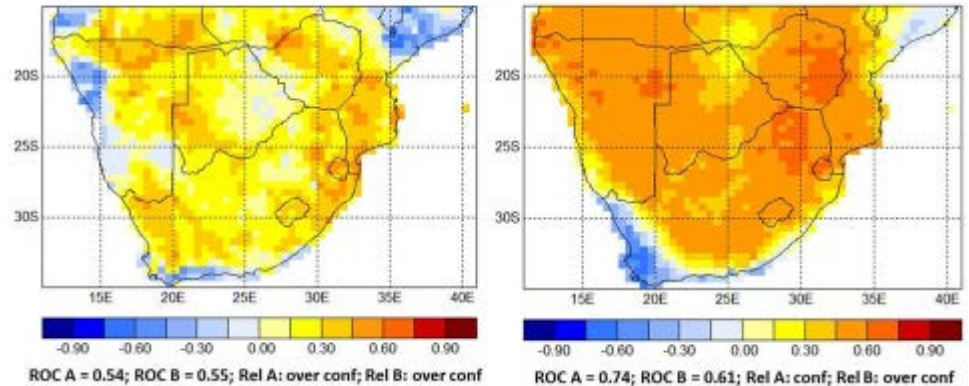 20S
25S
30S
15E 20E 25E 30E 35E 40E
-0.90 -0.60 -0.30 0.00 0.30 0.60 0.90
ROC A = 0.54; ROC B = 0.55; Rel A: over conf; Rel B: over conf
20S
25S
30S
15E 20E 25E 30E 35E 40E
-0.90 -0.60 -0.30 0.00 0.30 0.60 0.90
ROC A = 0.74; ROC B = 0.61; Rel A: conf; Rel B: over conf